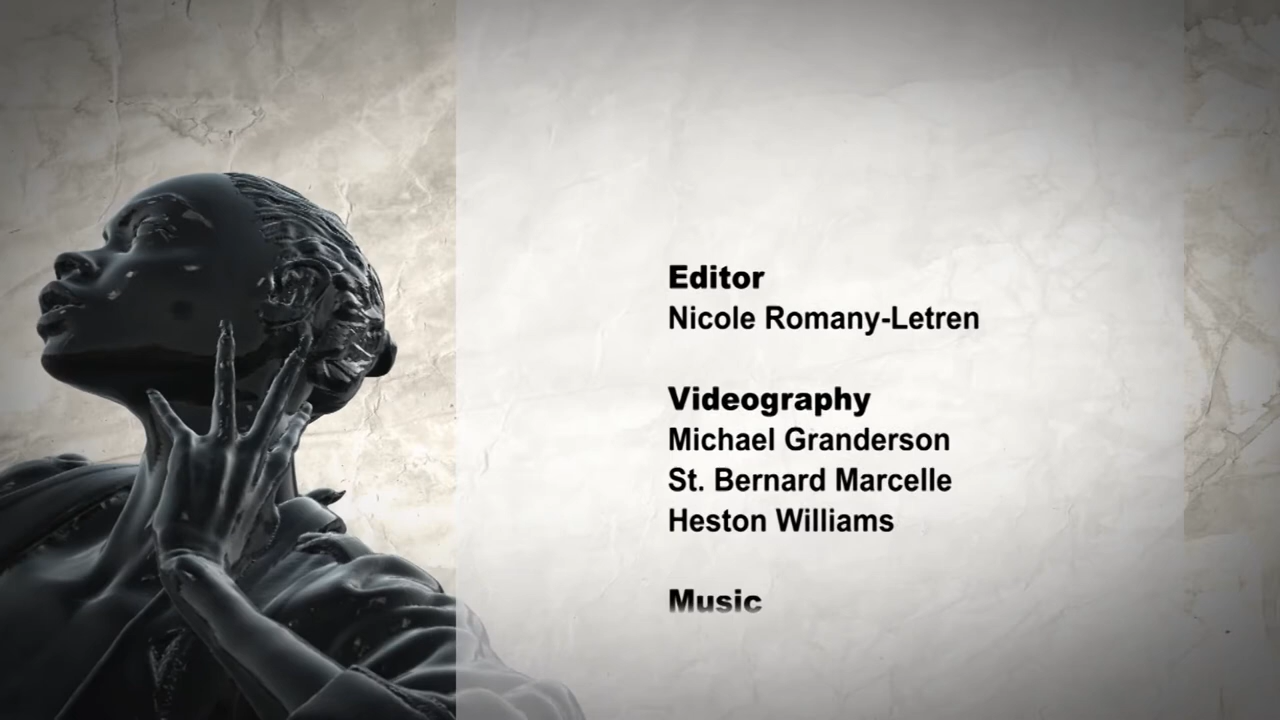 Editor
Nicole Romany-Letren
Videography
Michael Granderson
St. Bernard Marcelle
Heston Williams
Music